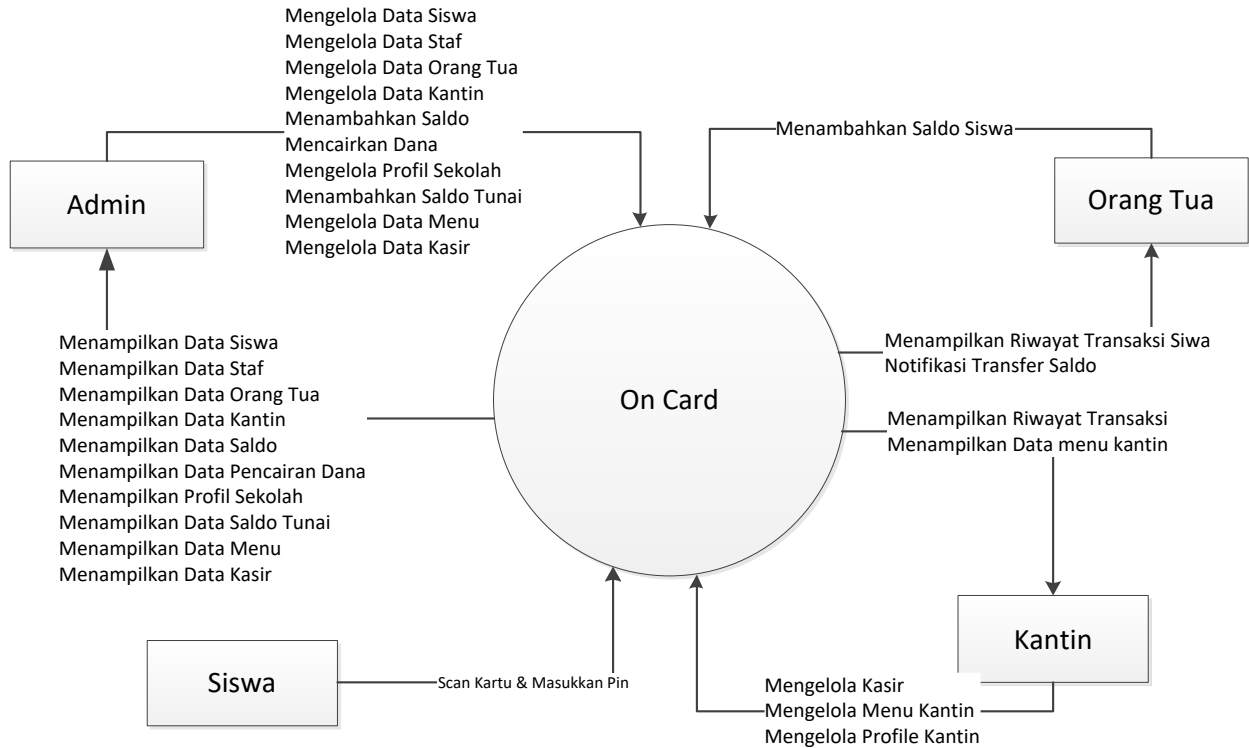 Mengelola Data Siswa
Mengelola Data Staf
Mengelola Data Orang Tua
Mengelola Data Kantin
Menambahkan Saldo
Mencairkan Dana
Mengelola Profil Sekolah
Menambahkan Saldo Tunai
Mengelola Data Menu
Mengelola Data Kasir
Menambahkan Saldo Siswa
Admin
Orang Tua
Menampilkan Data Siswa
Menampilkan Data Staf
Menampilkan Data Orang Tua
Menampilkan Data Kantin
Menampilkan Data Saldo
Menampilkan Data Pencairan Dana
Menampilkan Profil Sekolah
Menampilkan Data Saldo Tunai
Menampilkan Data Menu
Menampilkan Data Kasir
On Card
Menampilkan Riwayat Transaksi Siwa
Notifikasi Transfer Saldo
Menampilkan Riwayat Transaksi
Menampilkan Data menu kantin
Siswa
Scan Kartu & Masukkan Pin
Kantin
Mengelola Kasir
Mengelola Menu Kantin
Mengelola Profile Kantin